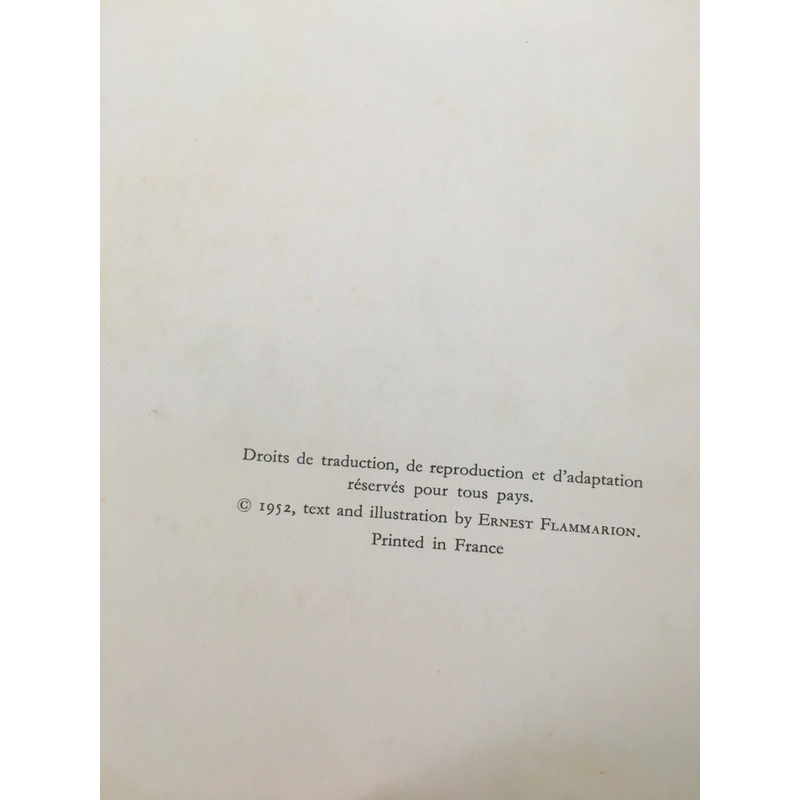 Droits de traduction, de reproduction et d'adaptation
réservés pour tous pays.
© 1952, text and illustration by ERNEST FLAMMARION.
Printed in France